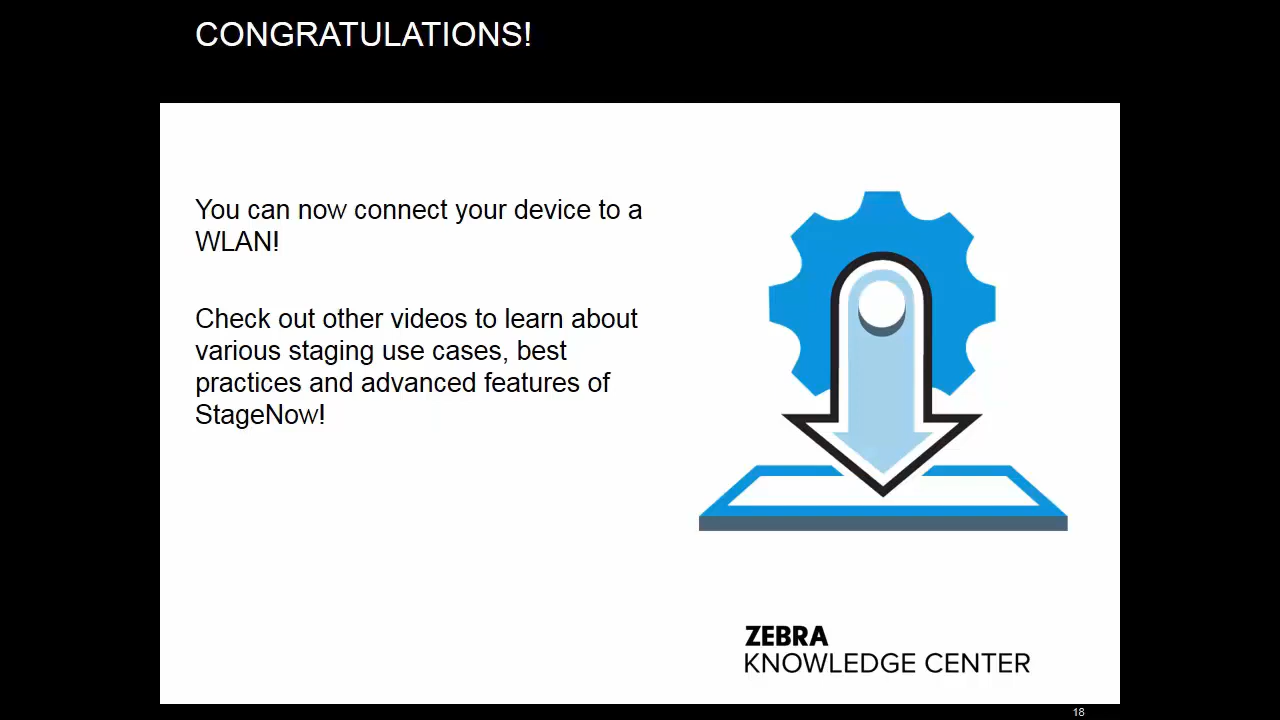 CONGRATULATIONS!
You can now connect your device to a
WLAN!
Check out other videos to learn about
various staging use cases, best
practices and advanced features of
StageNow!
ZEBRA
KNOWLEDGE CENTER
18